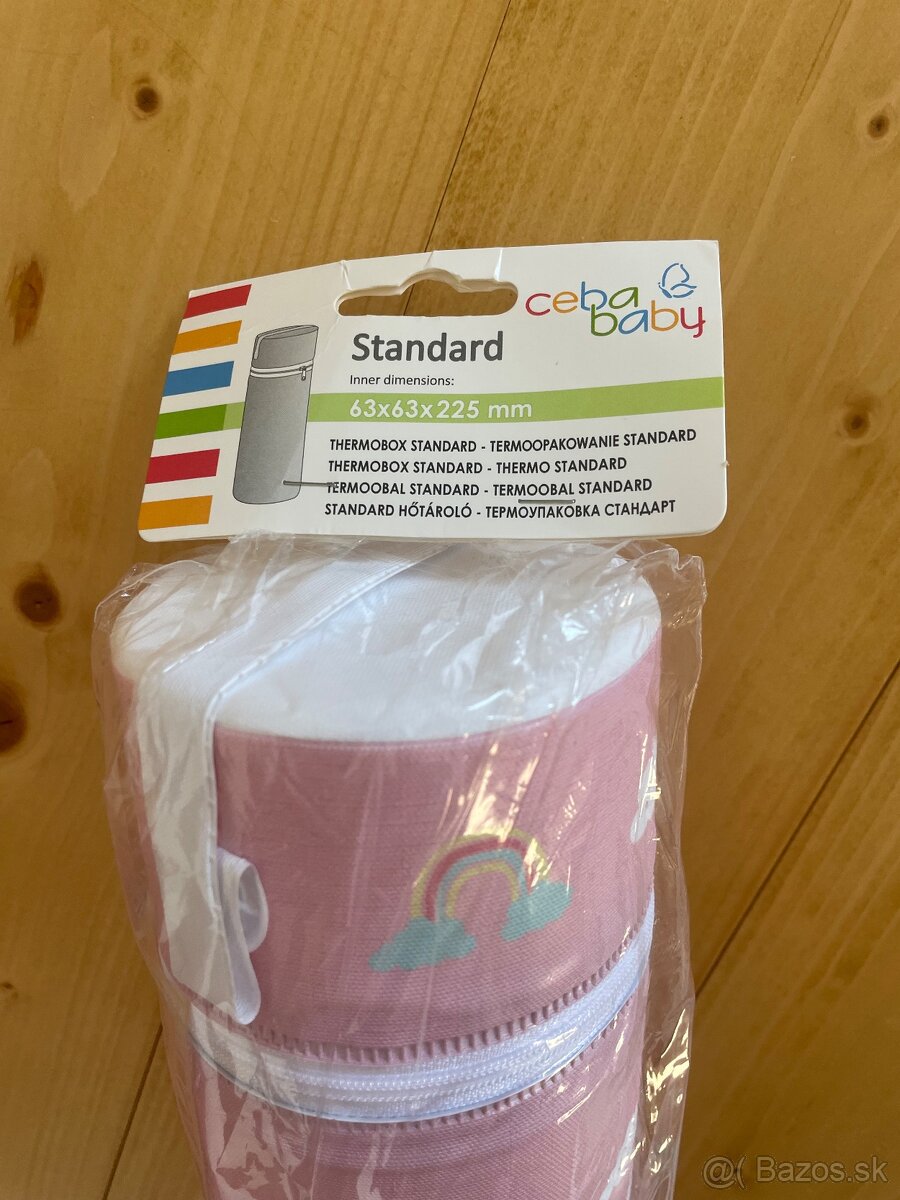 ceba
baby
Standard
Inner dimensions:
63x63x225 mm
THERMOBOX STANDARD - TERMOOPAKOWANIE STANDARD
THERMOBOX STANDARD - THERMO STANDARD
TERMOOBAL STANDARD - TERMOOBAL STANDARD
STANDARD HŐTÁROLÓ - ТЕРМОУПАКОВКА СТАНДАРТ
@( Bazos.sk